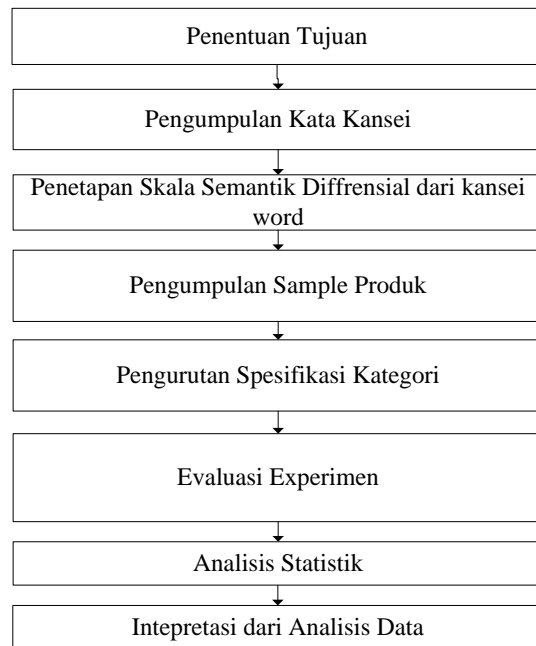 Penentuan Tujuan
Pengumpulan Kata Kansei
Penetapan Skala Semantik Diffrensial dari kansei
word
Pengumpulan Sample Produk
Pengurutan Spesifikasi Kategori
Evaluasi Experimen
Analisis Statistik
Intepretasi dari Analisis Data